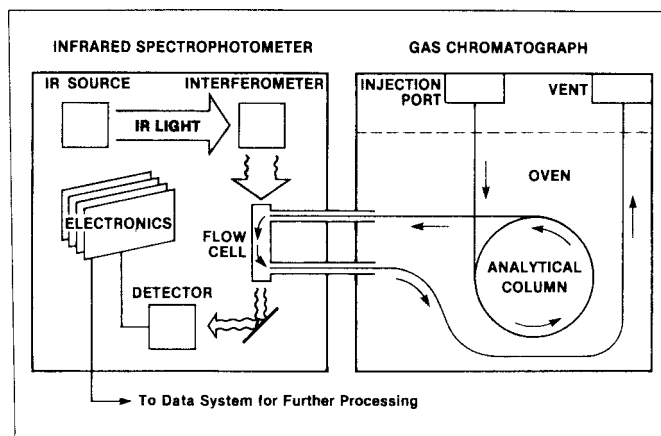 INFRARED SPECTROPHOTOMETER
IR SOURCE
INTERFEROMETER
IR LIGHT
ELECTRONICS
FLOW
CELL
DETECTOR
To Data System for Further Processing
GAS CHROMATOGRAPH
INJECTION
PORT
VENT
OVEN
ANALYTICAL
COLUMN